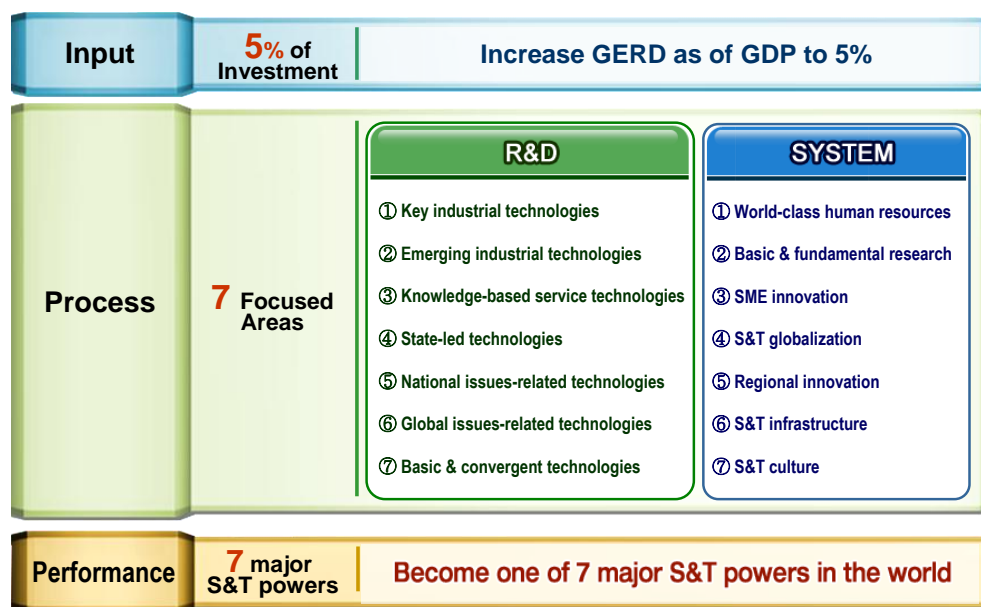 Input
5% of
Investment
Increase GERD as of GDP to 5%
Process
7 Focused
Areas
R&D
① Key industrial technologies
② Emerging industrial technologies
③ Knowledge-based service technologies
④ State-led technologies
⑤ National issues-related technologies
⑥ Global issues-related technologies
⑦ Basic & convergent technologies
SYSTEM
① World-class human resources
② Basic & fundamental research
③ SME innovation
④ S&T globalization
⑤ Regional innovation
⑥ S&T infrastructure
⑦ S&T culture
Performance
7 major
S&T powers
Become one of 7 major S&T powers in the world